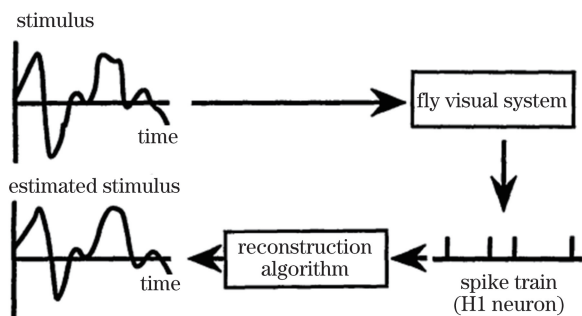 stimulus
time
fly visual system
estimated stimulus
time
reconstruction
algorithm
spike train
(H1 neuron)